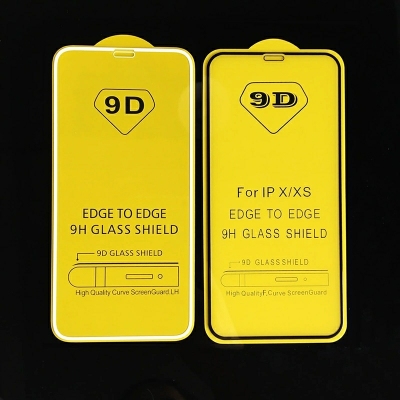 9D
EDGE TO EDGE
9H GLASS SHIELD
9D GLASS SHIELD
High Quality Curve ScreenGuard.LH
9D
For IP X/XS
EDGE TO EDGE
9H GLASS SHIELD
9D GLASS SHIELD
High QualityF,Curve ScreenGuard